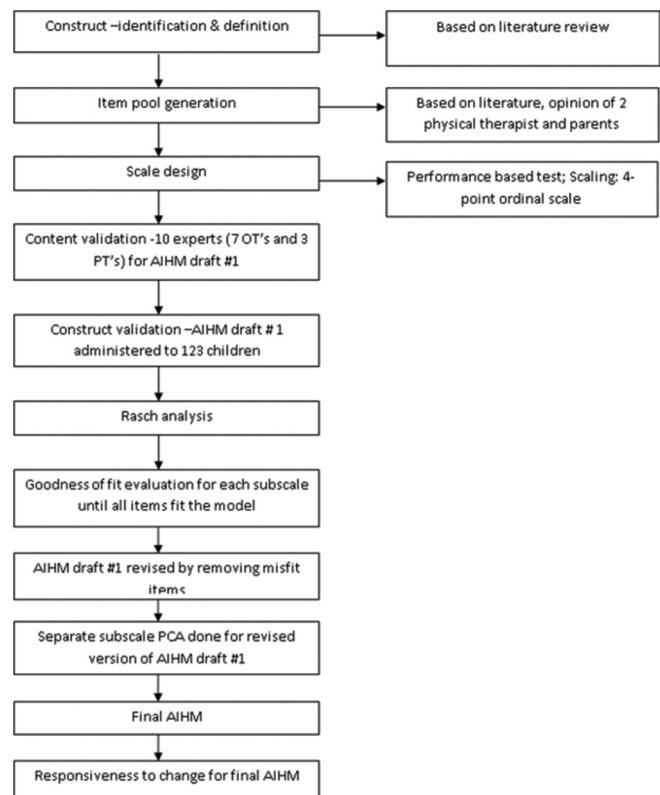 Construct –identification & definition
Based on literature review
Item pool generation
Based on literature, opinion of 2
physical therapist and parents
Scale design
Performance based test; Scaling: 4-
point ordinal scale
Content validation -10 experts (7 OT's and 3
PT's) for AIHM draft #1
Construct validation –AIHM draft # 1
administered to 123 children
Rasch analysis
Goodness of fit evaluation for each subscale
until all items fit the model
AIHM draft #1 revised by removing misfit
items
Separate subscale PCA done for revised
version of AIHM draft #1
Final AIHM
Responsiveness to change for final AIHM